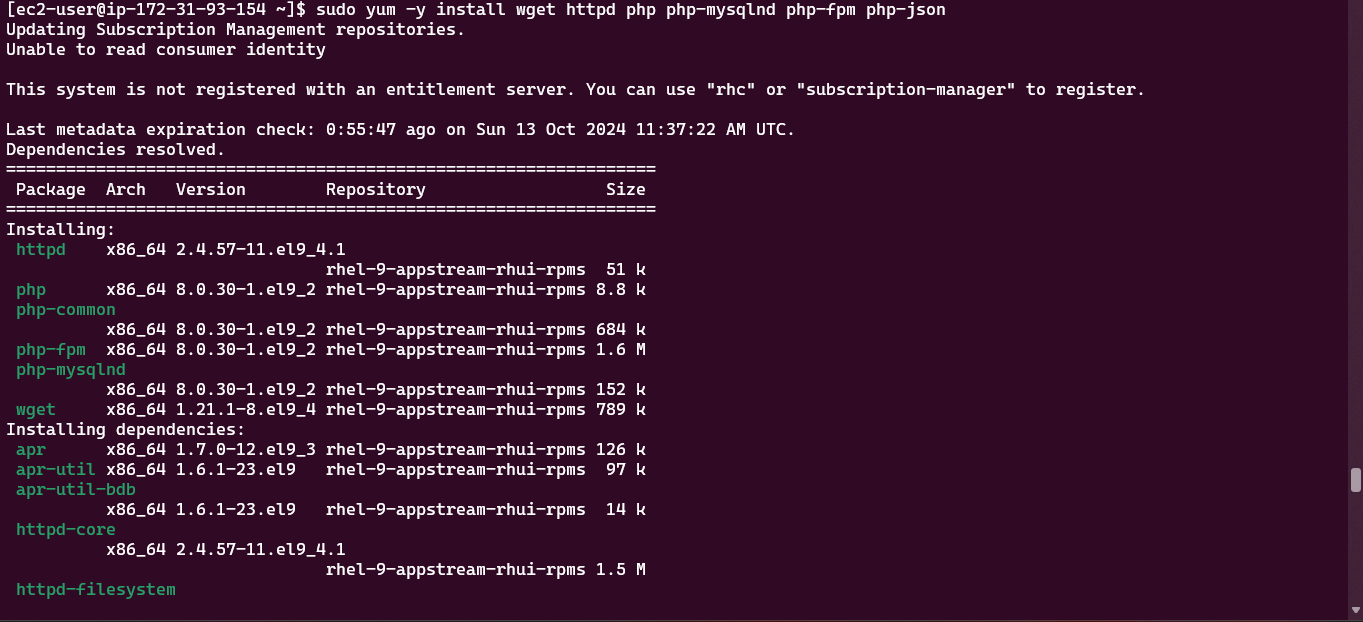 [ec2-user@ip-172-31-93-154 ~]$ sudo yum -y install wget httpd php php-mysqlnd php-fpm php-json
Updating Subscription Management repositories.
Unable to read consumer identity

This system is not registered with an entitlement server. You can use "rhc" or "subscription-manager" to register.

Last metadata expiration check: 0:55:47 ago on Sun 13 Oct 2024 11:37:22 AM UTC.
Dependencies resolved.
=================================================================
 Package  Arch   Version        Repository                  Size
=================================================================
Installing:
 httpd    x86_64 2.4.57-11.el9_4.1
                                rhel-9-appstream-rhui-rpms  51 k
 php      x86_64 8.0.30-1.el9_2 rhel-9-appstream-rhui-rpms 8.8 k
 php-common
          x86_64 8.0.30-1.el9_2 rhel-9-appstream-rhui-rpms 684 k
 php-fpm  x86_64 8.0.30-1.el9_2 rhel-9-appstream-rhui-rpms 1.6 M
 php-mysqlnd
          x86_64 8.0.30-1.el9_2 rhel-9-appstream-rhui-rpms 152 k
 wget     x86_64 1.21.1-8.el9_4 rhel-9-appstream-rhui-rpms 789 k
Installing dependencies:
 apr      x86_64 1.7.0-12.el9_3 rhel-9-appstream-rhui-rpms 126 k
 apr-util x86_64 1.6.1-23.el9   rhel-9-appstream-rhui-rpms  97 k
 apr-util-bdb
          x86_64 1.6.1-23.el9   rhel-9-appstream-rhui-rpms  14 k
 httpd-core
          x86_64 2.4.57-11.el9_4.1
                                rhel-9-appstream-rhui-rpms 1.5 M
 httpd-filesystem